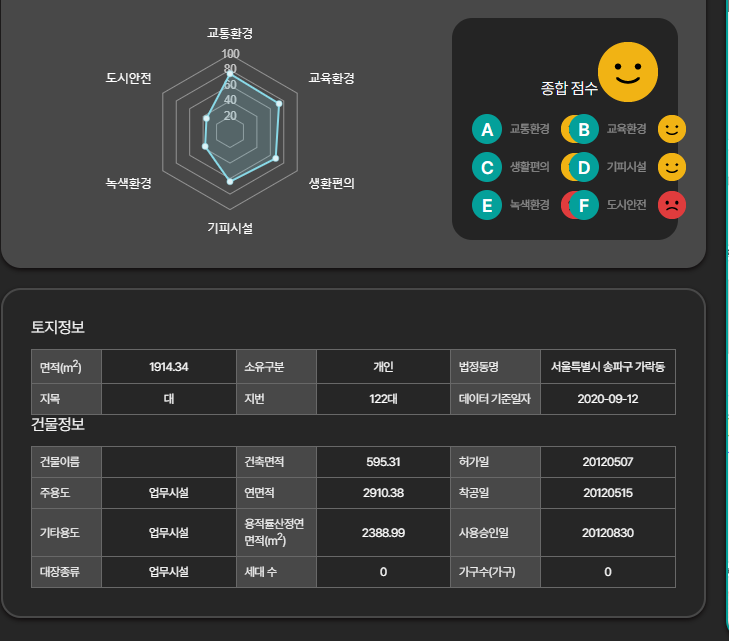 교통환경
100
80
60
40
20
도시안전
교육환경
녹색환경
생환편의
기피시설
종합 점수
A 교통환경 B 교육환경
C 생활편의 D 기피시설
E 녹색환경 F 도시안전
토지정보
면적(m2) 1914.34 소유구분 개인 법정동명 서울특별시 송파구 가락동
지목 대 지번 122대 데이터 기준일자 2020-09-12
건물정보
건물이름 건축면적 595.31 허가일 20120507
주용도 업무시설 연면적 2910.38 착공일 20120515
기타용도 업무시설 용적률산정연
면적(m2) 2388.99 사용승인일 20120830
대장종류 업무시설 세대 수 0 가구수(가구) 0